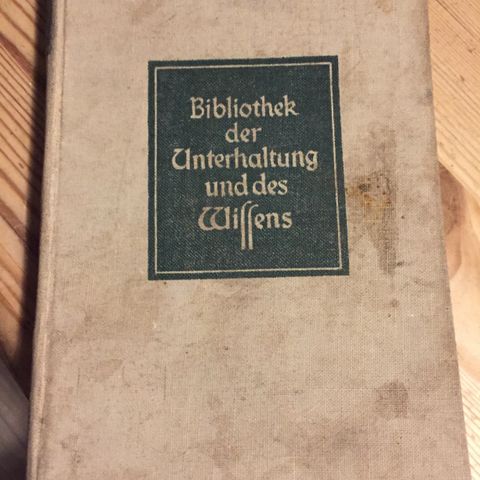 Bibliothek
der
Unterhaltung
und des
Wiſſens